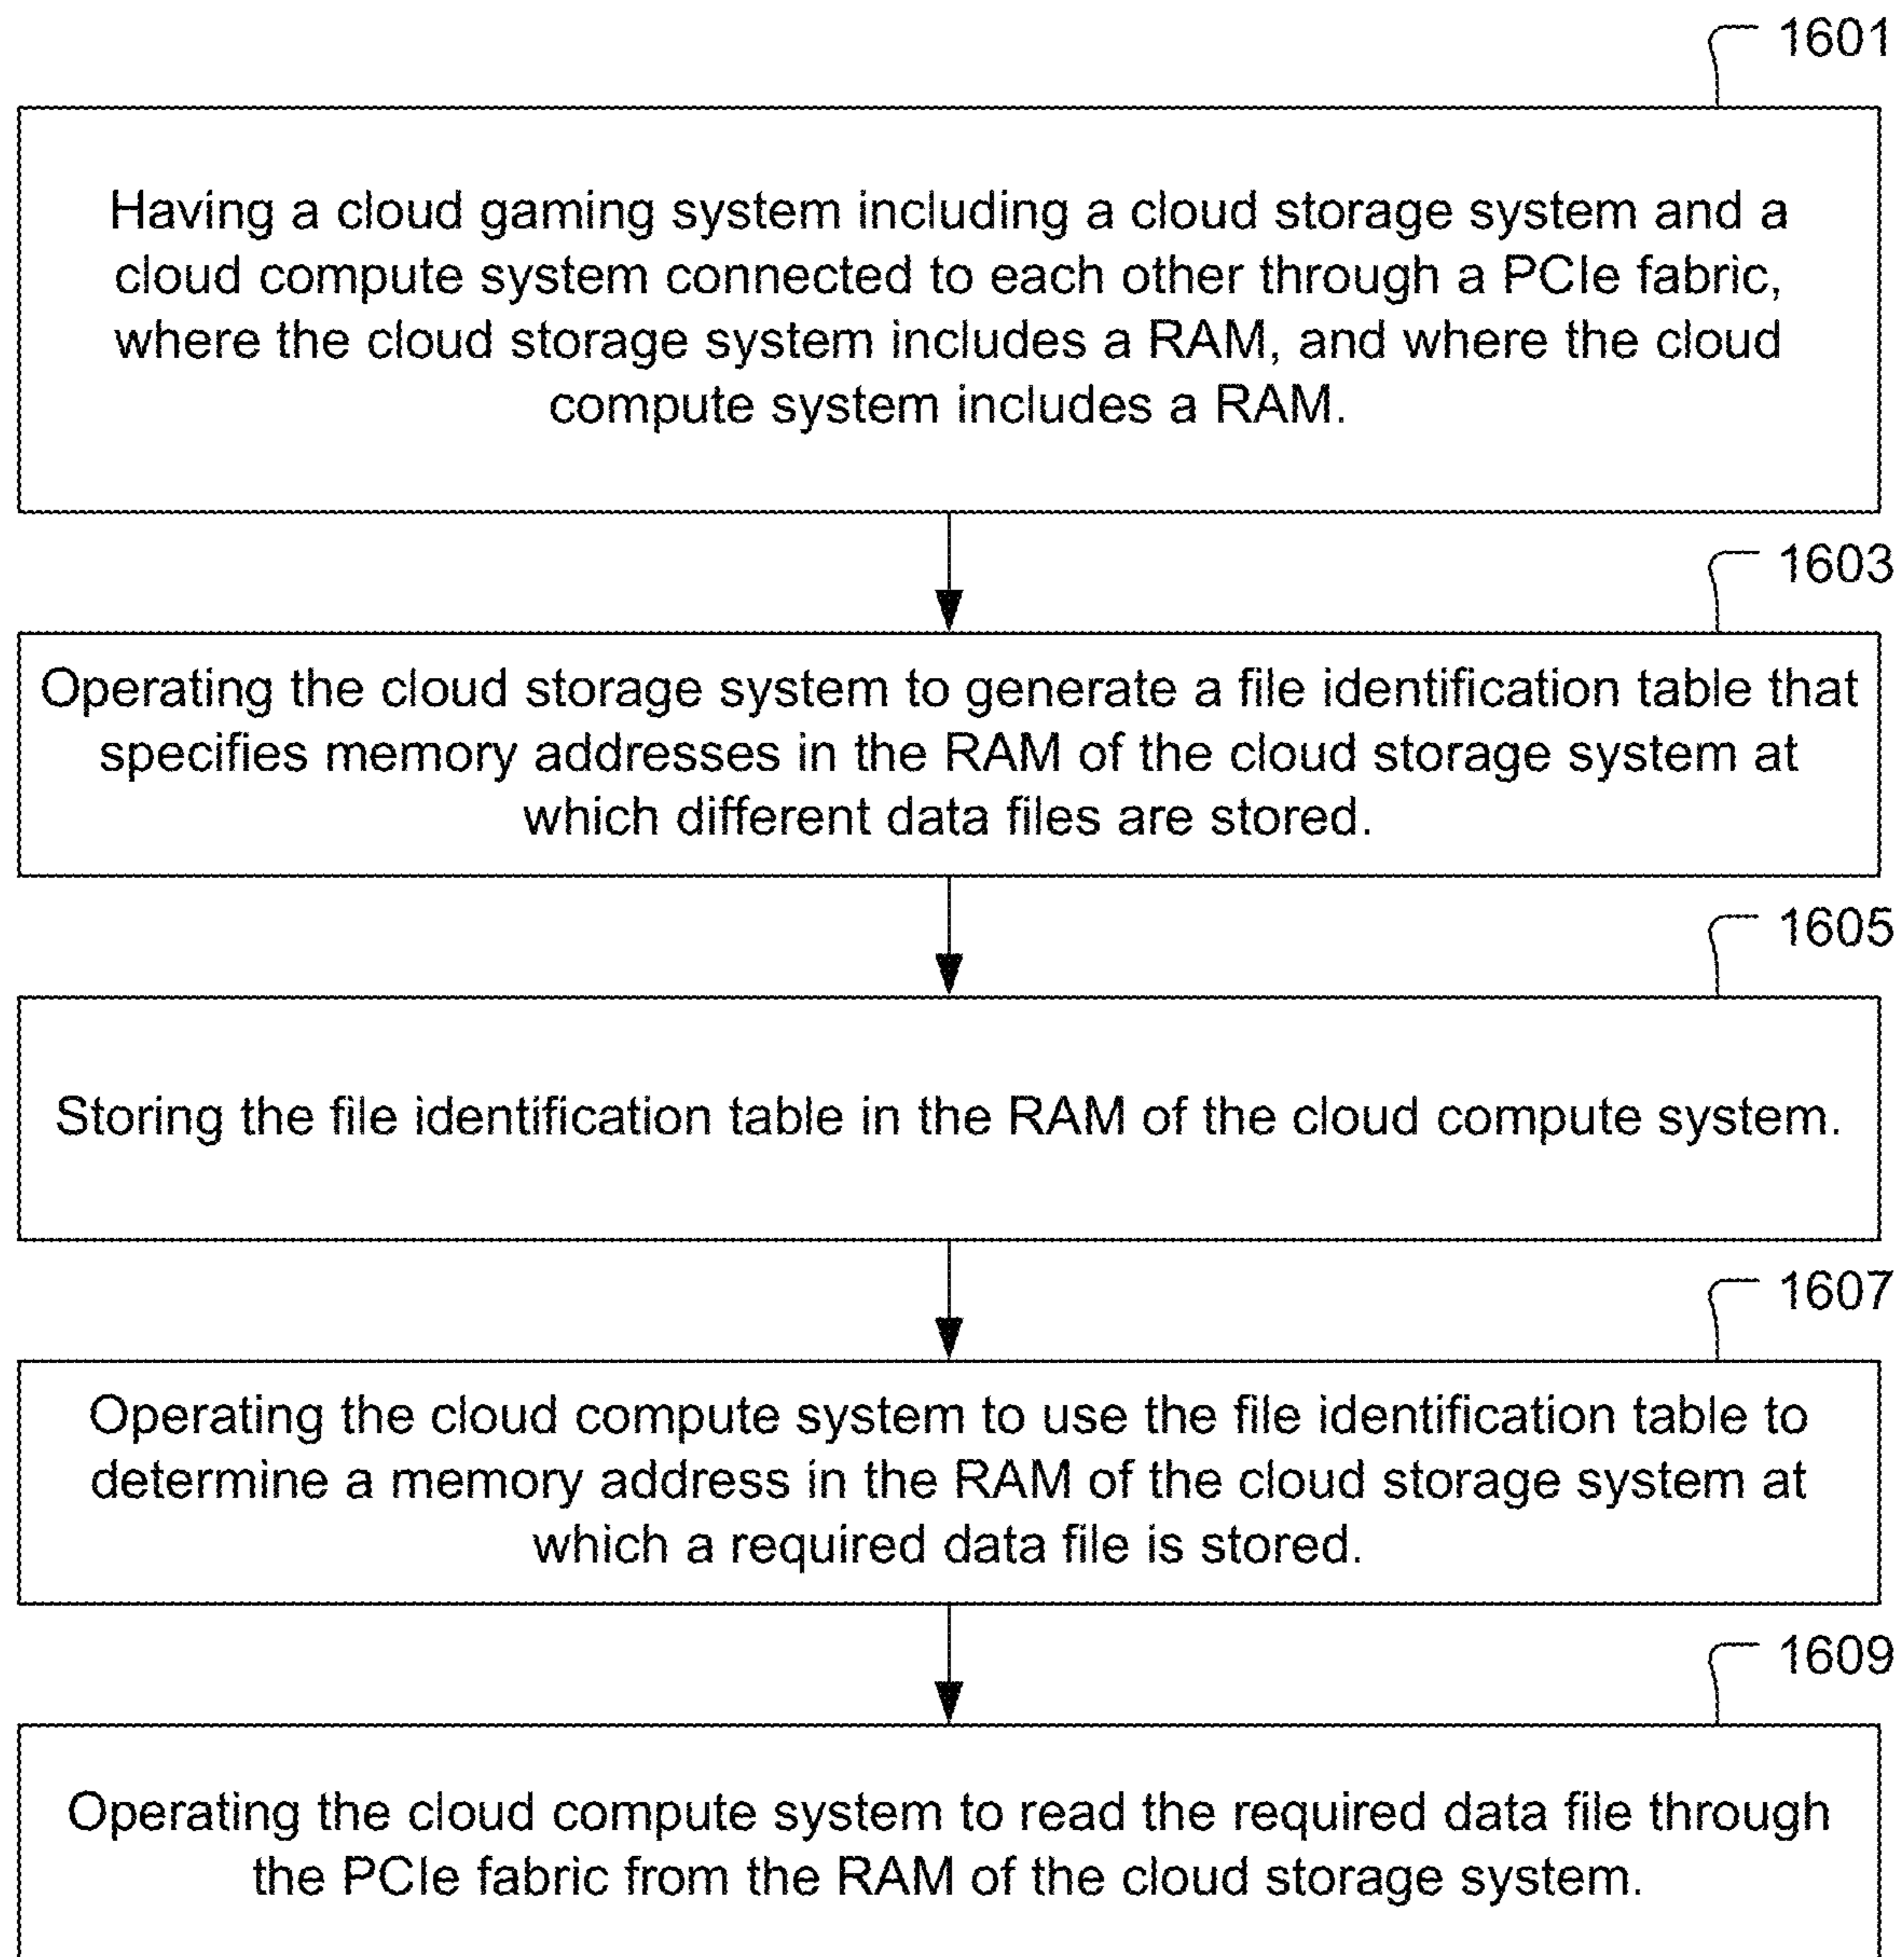 1601
Having a cloud gaming system including a cloud storage system and a
cloud compute system connected to each other through a PCIe fabric,
where the cloud storage system includes a RAM, and where the cloud
compute system includes a RAM.
1603
Operating the cloud storage system to generate a file identification table that
specifies memory addresses in the RAM of the cloud storage system at
which different data files are stored.
1605
Storing the file identification table in the RAM of the cloud compute system.
1607
Operating the cloud compute system to use the file identification table to
determine a memory address in the RAM of the cloud storage system at
which a required data file is stored.
1609
Operating the cloud compute system to read the required data file through
the PCIe fabric from the RAM of the cloud storage system.